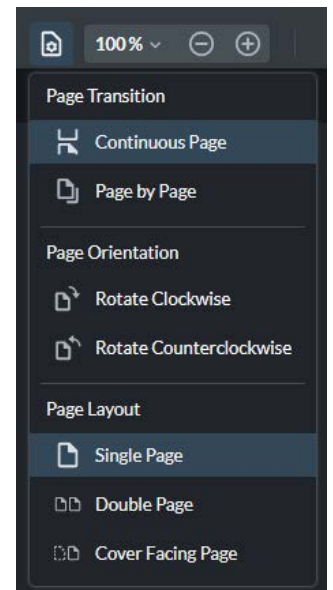 100%
Page Transition
Continuous Page
Page by Page
Page Orientation
Rotate Clockwise
Rotate Counterclockwise
Page Layout
Single Page
Double Page
Cover Facing Page